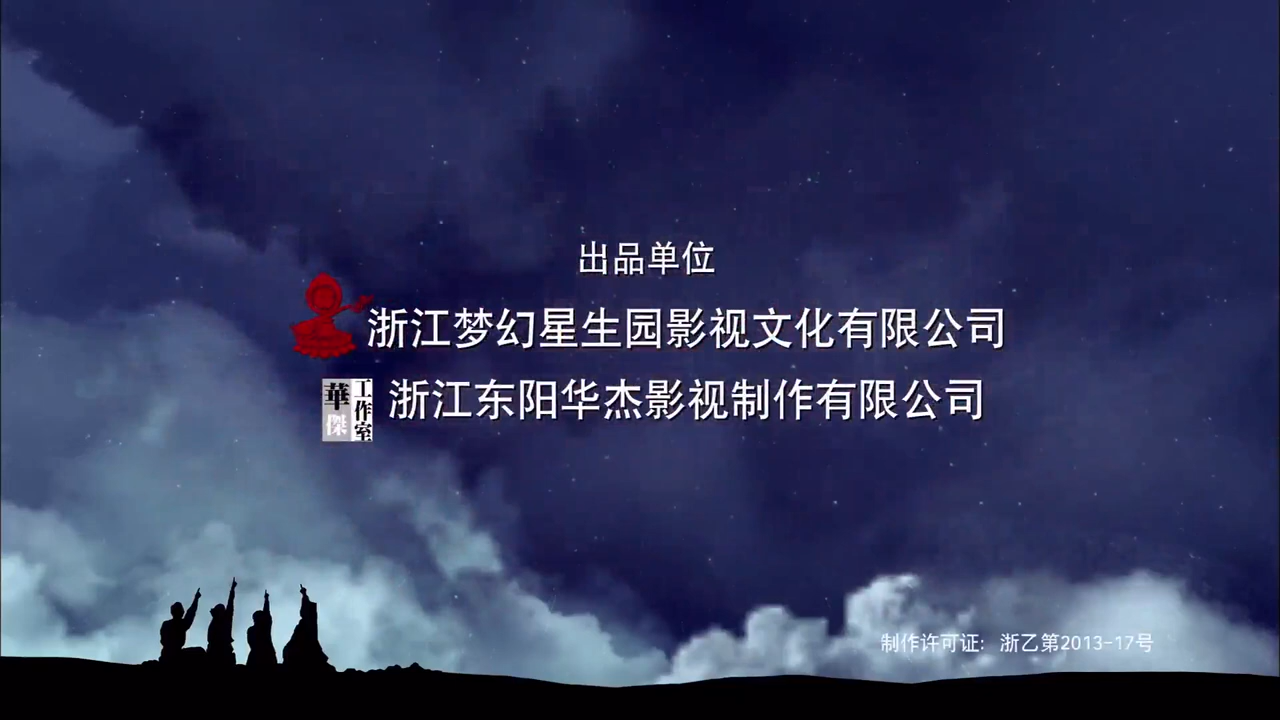 出品单位
浙江梦幻星生园影视文化有限公司
華傑
工作室
浙江东阳华杰影视制作有限公司
制作许可证: 浙乙第2013-17号